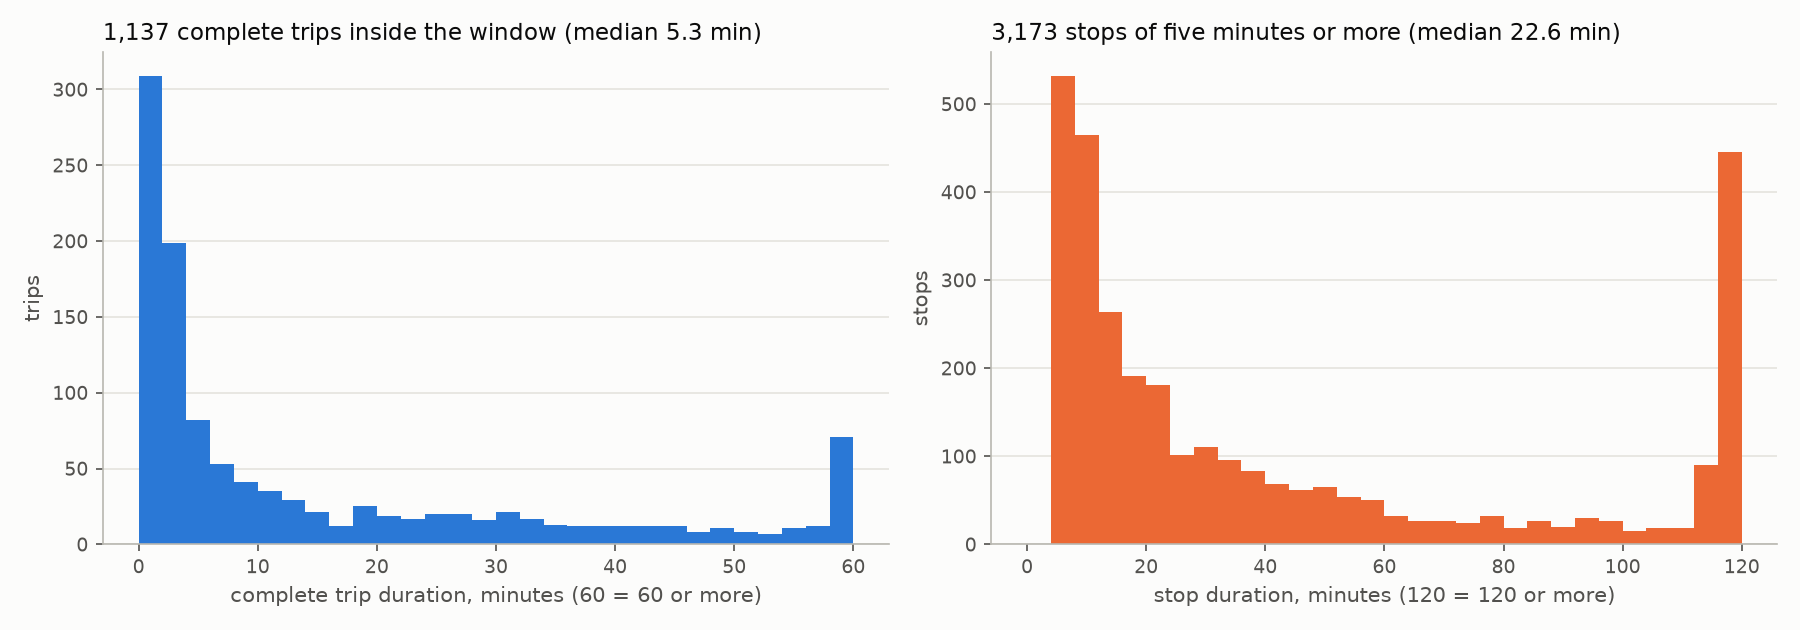 1,137 complete trips inside the window (median 5.3 min)
trips
300
250
200
150
100
50
0
0 10 20 30 40 50 60
complete trip duration, minutes (60 = 60 or more)
3,173 stops of five minutes or more (median 22.6 min)
stops
500
400
300
200
100
0
0 20 40 60 80 100 120
stop duration, minutes (120 = 120 or more)